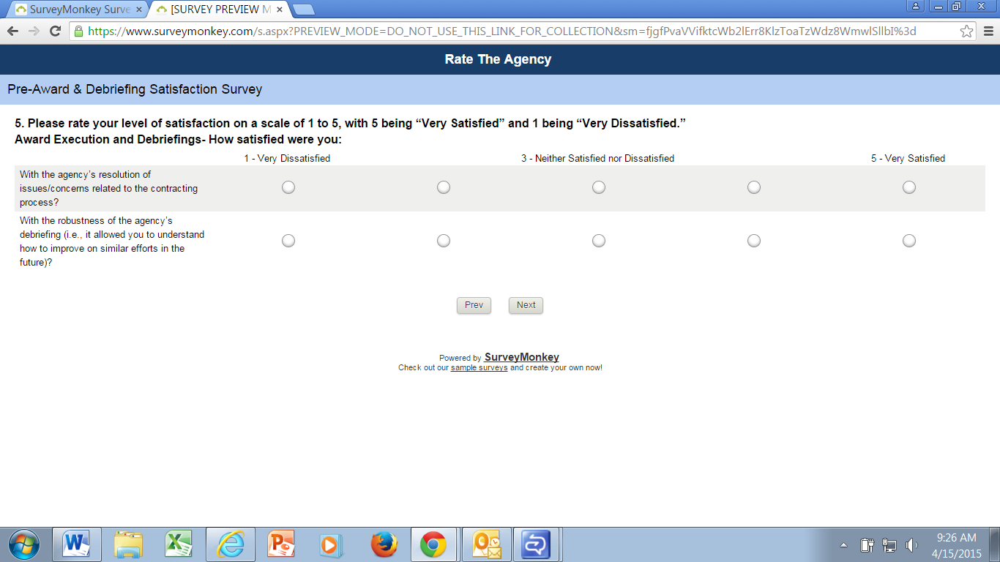 SurveyMonkey Surve
[SURVEY PREVIEW M
https://www.surveymonkey.com/s.aspx?PREVIEW_MODE=DO_NOT_USE_THIS_LINK_FOR_COLLECTION&sm=fjgfPvaVVifktcWb2lErr8KlzToaTzWdz8WmwlSllbI%3d
Rate The Agency
Pre-Award & Debriefing Satisfaction Survey
5. Please rate your level of satisfaction on a scale of 1 to 5, with 5 being “Very Satisfied” and 1 being “Very Dissatisfied.”
Award Execution and Debriefings- How satisfied were you:
1 - Very Dissatisfied 3 - Neither Satisfied nor Dissatisfied 5 - Very Satisfied
With the agency’s resolution of
issues/concerns related to the contracting
process?
With the robustness of the agency’s
debriefing (i.e., it allowed you to understand
how to improve on similar efforts in the
future)?
Prev Next
Powered by SurveyMonkey
Check out our sample surveys and create your own now!
9:26 AM
4/15/2015